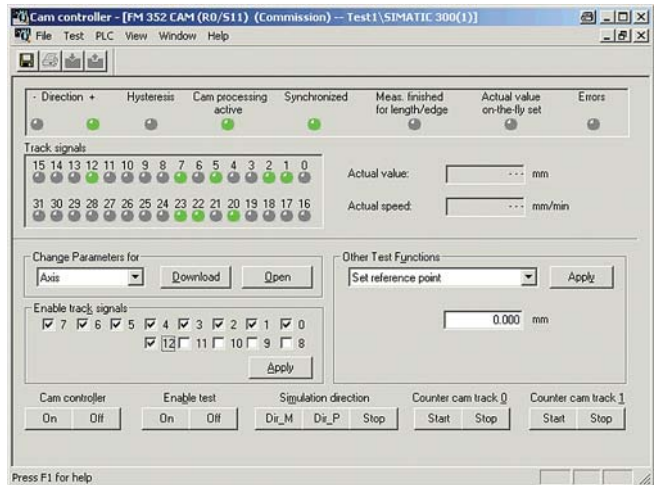 Cam controller - [FM 352 CAM (R0/S11) (Commission) -- Test1\SIMATIC 300(1)]
File Test PLC View Window Help
- Direction + Hysteresis Cam processing active Synchronized Meas. finished for length/edge Actual value on-the-fly set Errors
Track signals
15 14 13 12 11 10 9 8 7 6 5 4 3 2 1 0
Actual value: --- mm
31 30 29 28 27 26 25 24 23 22 21 20 19 18 17 16
Actual speed: --- mm/min
Change Parameters for
Axis Download Open
Other Test Functions
Set reference point Apply
Enable track signals
7 6 5 4 3 2 1 0
0.000 mm
12 11 10 9 8
Apply
Cam controller Enable test Simulation direction Counter cam track 0 Counter cam track 1
On Off On Off Dir_M Dir_P Stop Start Stop Start Stop
Press F1 for help